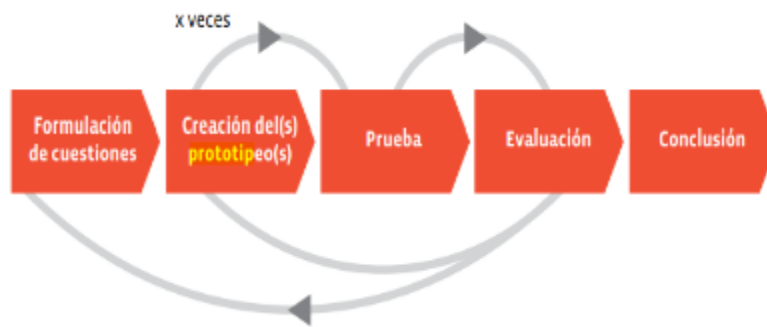 x veces
Formulación
de cuestiones
Creación del(s)
prototipeo(s)
Prueba
Evaluación
Conclusión